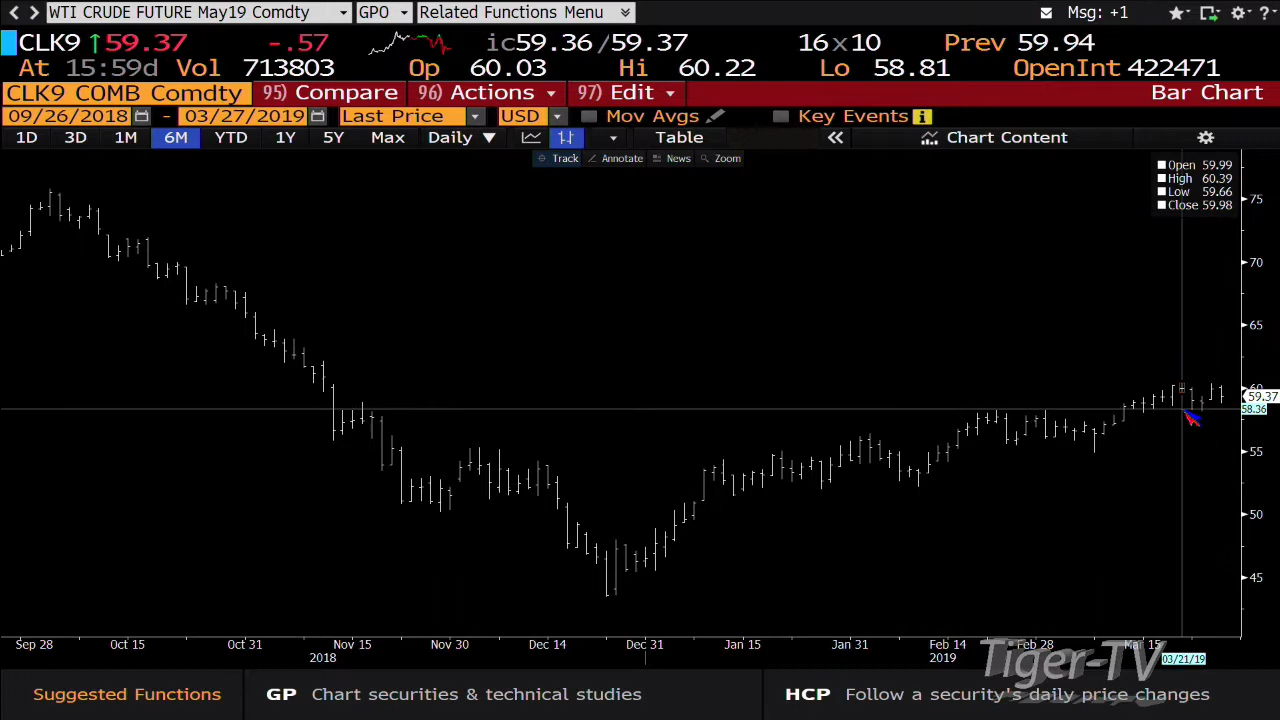 WTI CRUDE FUTURE May19 Comdty GPO Related Functions Menu Msg: +1
CLK9 ↑59.37 -.57 ic59.36/59.37 16x10 Prev 59.94
At 15:59d Vol 713803 Op 60.03 Hi 60.22 Lo 58.81 OpenInt 422471
CLK9 COMB Comdty 95) Compare 96) Actions 97) Edit Bar Chart
09/26/2018 - 03/27/2019 Last Price USD Mov Avgs Key Events
1D 3D 1M 6M YTD 1Y 5Y Max Daily ▼ Table « Chart Content
Track Annotate News Zoom
Open 59.99
High 60.39
Low 59.66
Close 59.98
75
70
65
60
59.37
58.36
55
50
45
Sep 28 Oct 15 Oct 31 Nov 15 Nov 30 Dec 14 Dec 31 Jan 15 Jan 31 Feb 14 Feb 28 Mar 15
2018 2019 03/21/19
Tiger-TV
Suggested Functions GP Chart securities & technical studies HCP Follow a security's daily price changes